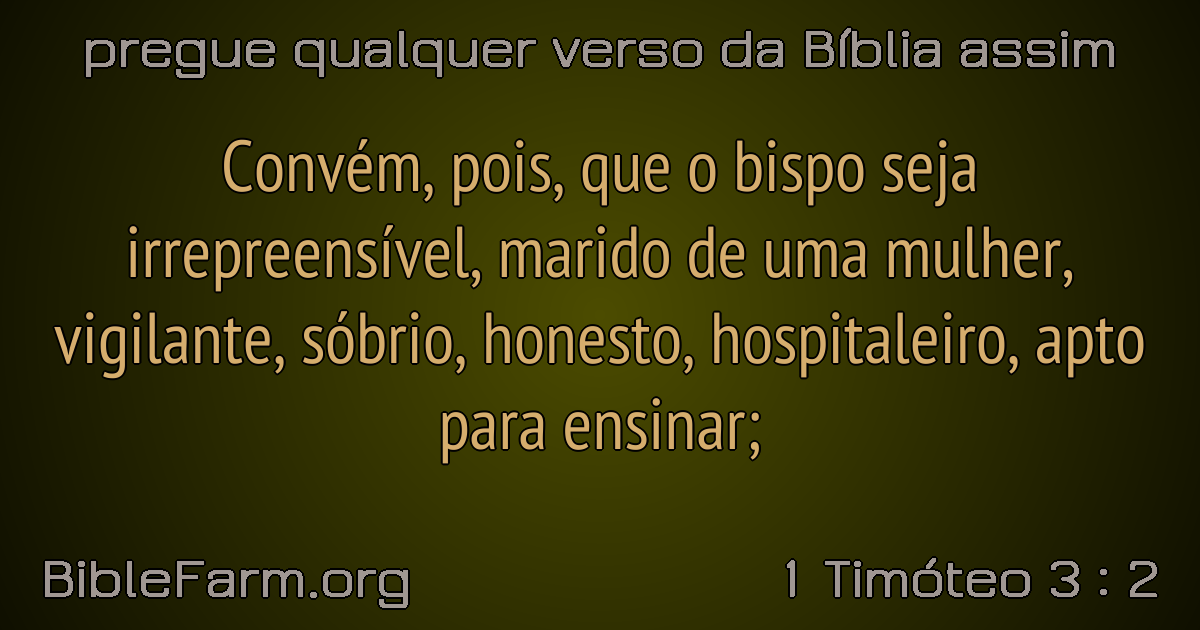 pregue qualquer verso da Bíblia assim
Convém, pois, que o bispo seja
irrepreensível, marido de uma mulher,
vigilante, sóbrio, honesto, hospitaleiro, apto
para ensinar;
BibleFarm.org
1 Timóteo 3 : 2